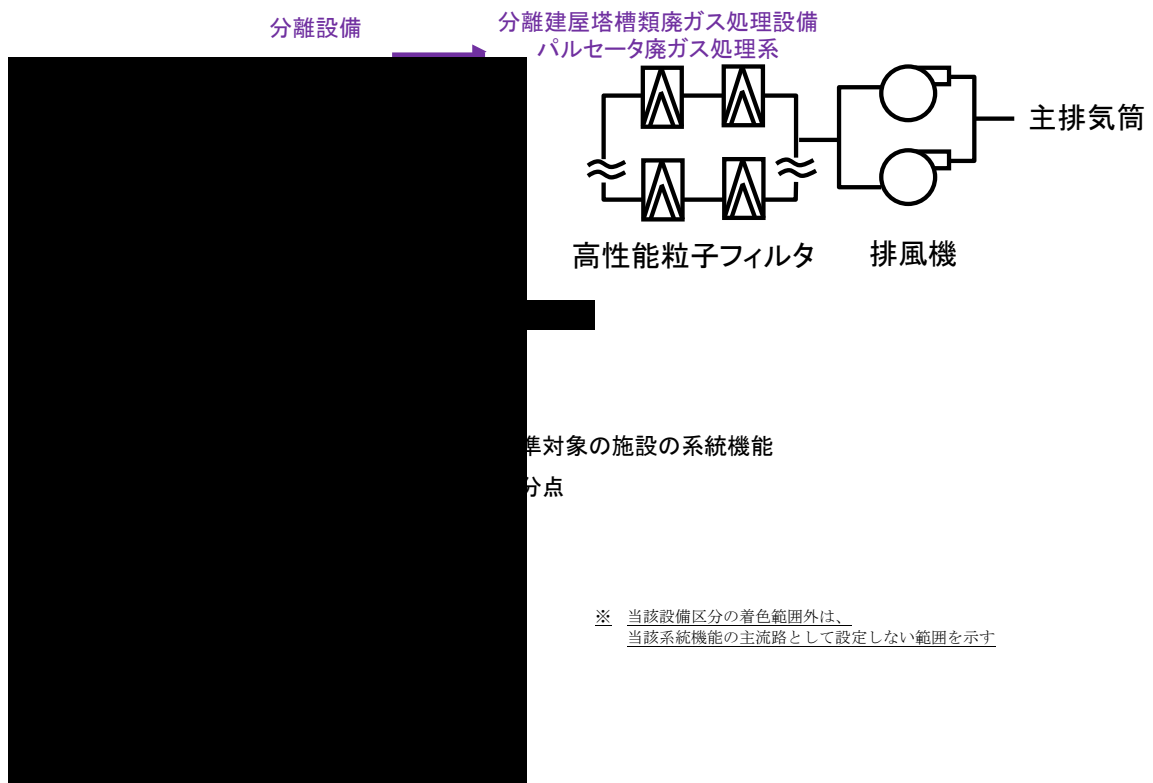 分離設備
分離建屋塔槽類廃ガス処理設備
パルセータ廃ガス処理系
主排気筒
高性能粒子フィルタ
排風機
準対象の施設の系統機能
分点
※ 当該設備区分の着色範囲外は、
当該系統機能の主流路として設定しない範囲を示す